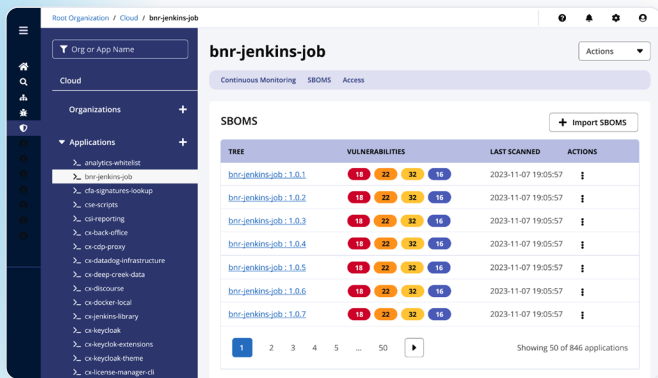 Root Organization / Cloud / bnr-jenkins-job
Org or App Name
Cloud
Organizations
Applications
analytics-whitelist
bnr-jenkins-job
cfa-signatures-lookup
cse-scripts
csi-reporting
cx-back-office
cx-cdp-proxy
cx-datadog-infrastructure
cx-deep-creek-data
cx-discourse
cx-docker-local
cx-jenkins-library
cx-keycloak
cx-keyclok-extensions
cx-keycloak-theme
cx-license-manager-cli
bnr-jenkins-job
Actions
Continuous Monitoring SBOMS Access
SBOMS
Import SBOMS
TREE VULNERABILITIES LAST SCANNED ACTIONS
bnr-jenkins-job : 1.0.1 18 22 32 16 2023-11-07 19:05:57
bnr-jenkins-job : 1.0.2 18 22 32 16 2023-11-07 19:05:57
bnr-jenkins-job : 1.0.3 18 22 32 16 2023-11-07 19:05:57
bnr-jenkins-job : 1.0.4 18 22 32 16 2023-11-07 19:05:57
bnr-jenkins-job : 1.0.5 18 22 32 16 2023-11-07 19:05:57
bnr-jenkins-job : 1.0.6 18 22 32 16 2023-11-07 19:05:57
bnr-jenkins-job : 1.0.7 18 22 32 16 2023-11-07 19:05:57
1 2 3 4 5 ... 50
Showing 50 of 846 applications